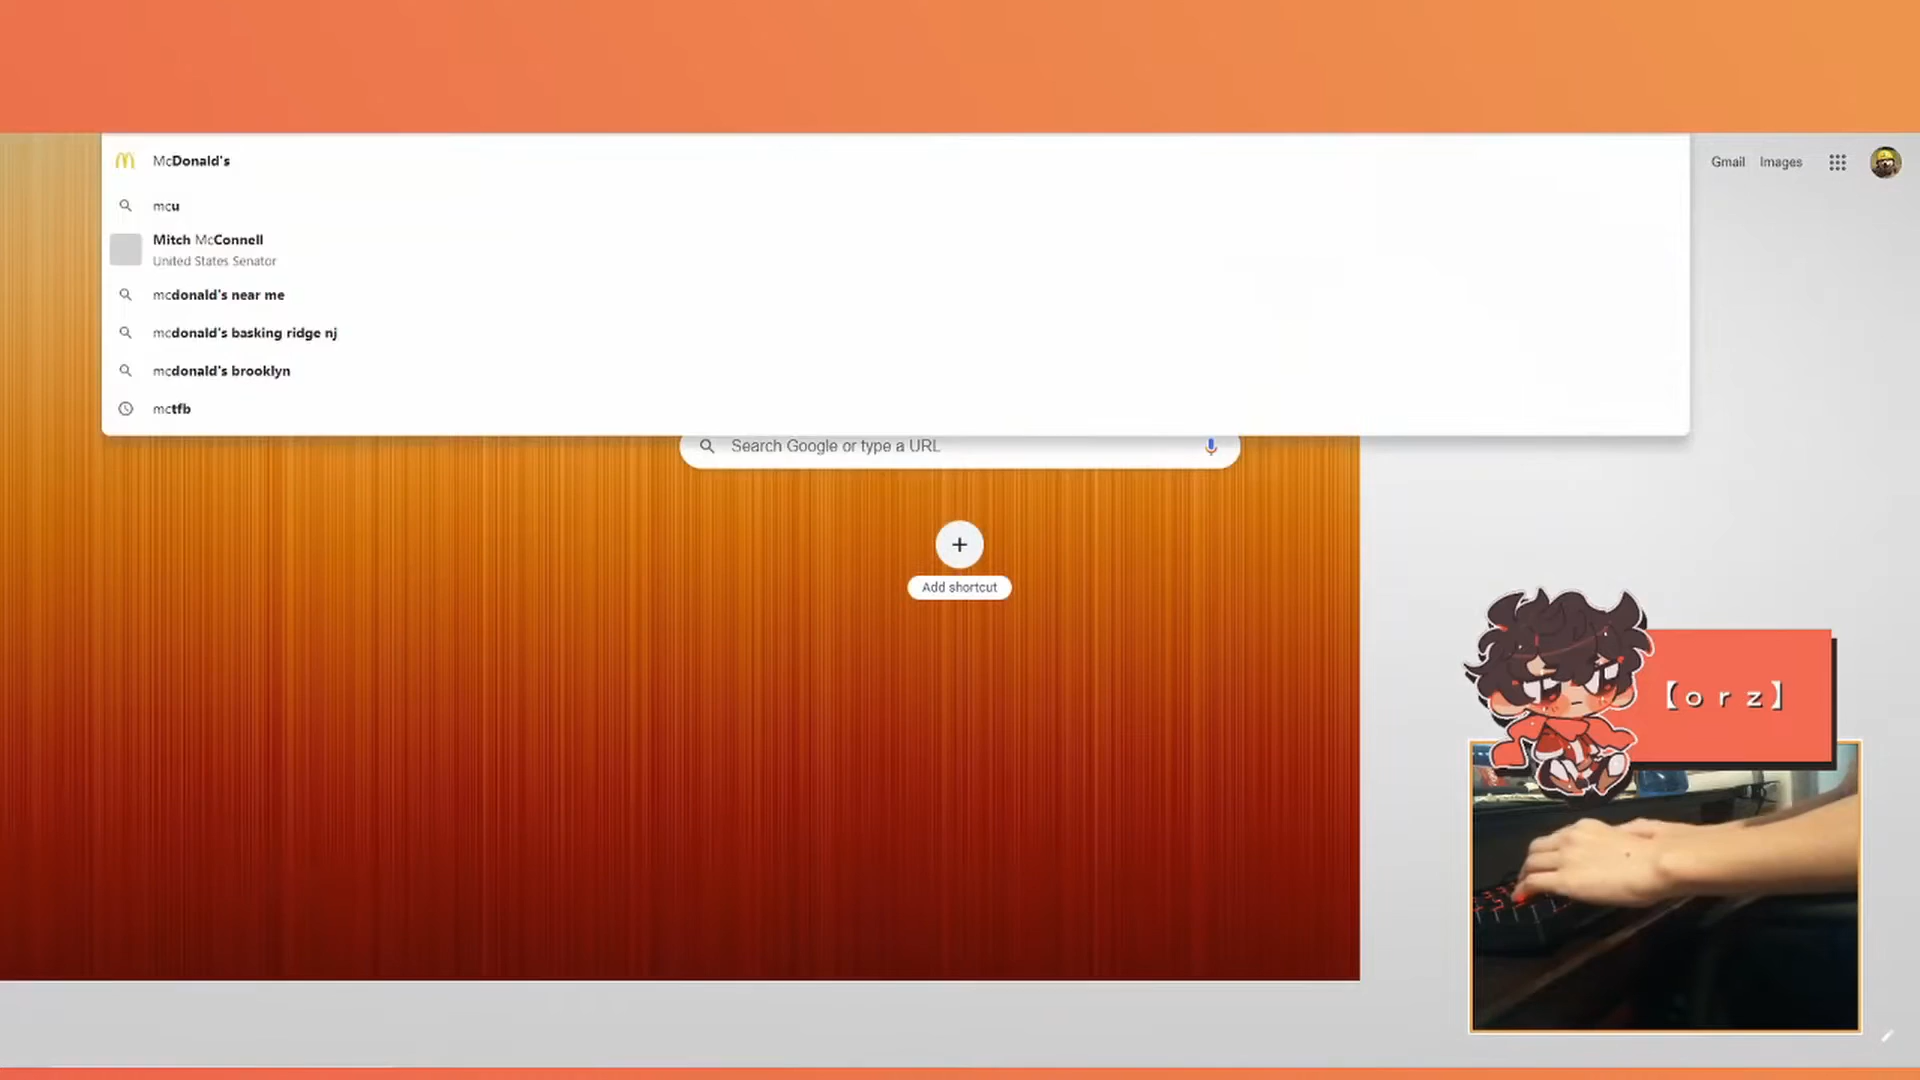 McDonald's
Gmail Images
mcu
Mitch McConnell
United States Senator
mcdonald's near me
mcdonald's basking ridge nj
mcdonald's brooklyn
mctfb
Search Google or type a URL
Add shortcut
【orz】